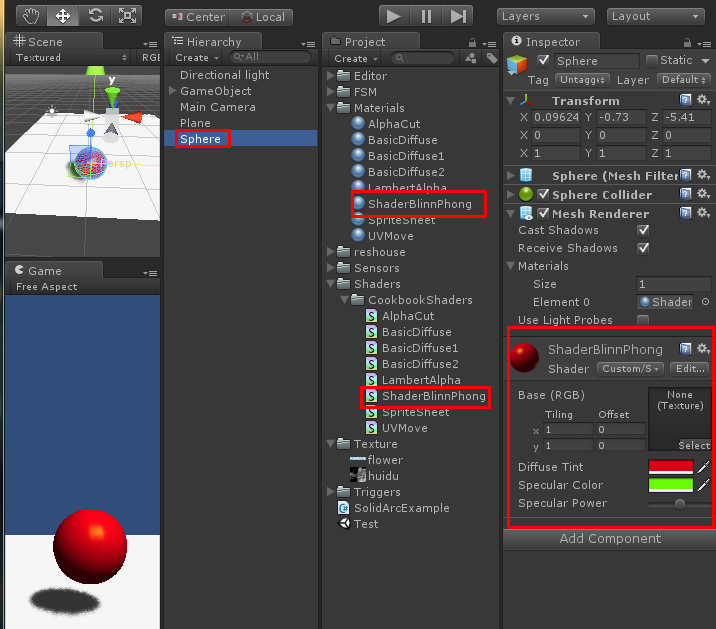 Center Local
Layers
Layout
Scene
Textured RGB
y
Persp
Game
Free Aspect
Hierarchy
Create All
Directional light
GameObject
Main Camera
Plane
Sphere
Project
Create
Editor
FSM
Materials
AlphaCut
BasicDiffuse
BasicDiffuse1
BasicDiffuse2
LambertAlpha
ShaderBlinnPhong
SpriteSheet
UVMove
reshouse
Sensors
Shaders
CookbookShaders
AlphaCut
BasicDiffuse
BasicDiffuse1
BasicDiffuse2
LambertAlpha
ShaderBlinnPhong
SpriteSheet
UVMove
Texture
flower
huidu
Triggers
SolidArcExample
Test
Inspector
Sphere Static
Tag Untagge Layer Default
Transform
X 0.09624 Y -0.73 Z -5.41
X 0 Y 0 Z 0
X 1 Y 1 Z 1
Sphere (Mesh Filter
Sphere Collider
Mesh Renderer
Cast Shadows
Receive Shadows
Materials
Size 1
Element 0 Shader
Use Light Probes
ShaderBlinnPhong
Shader Custom/S Edit...
Base (RGB) None
(Texture)
Tiling Offset
x 1 0
y 1 0
Select
Diffuse Tint
Specular Color
Specular Power
Add Component